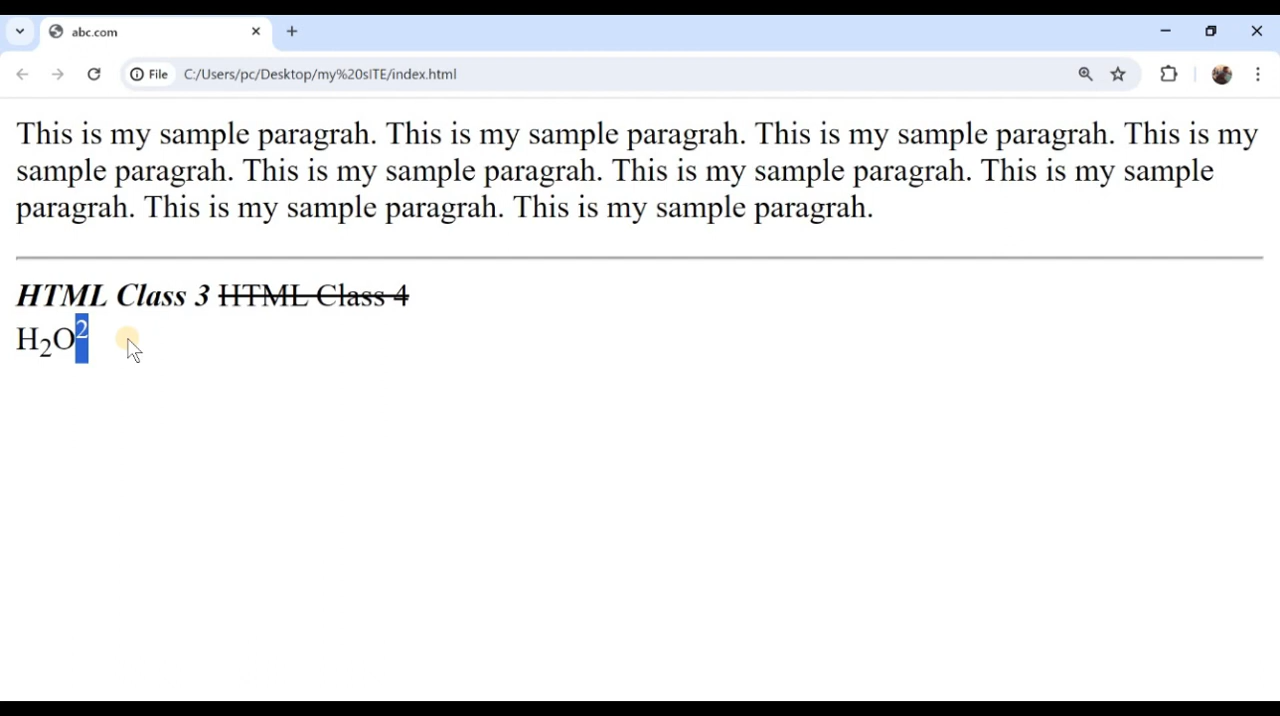 abc.com
File C:/Users/pc/Desktop/my%20sITE/index.html
This is my sample paragrah. This is my sample paragrah. This is my sample paragrah. This is my
sample paragrah. This is my sample paragrah. This is my sample paragrah. This is my sample
paragrah. This is my sample paragrah. This is my sample paragrah.
HTML Class 3 HTML Class 4
H₂O²